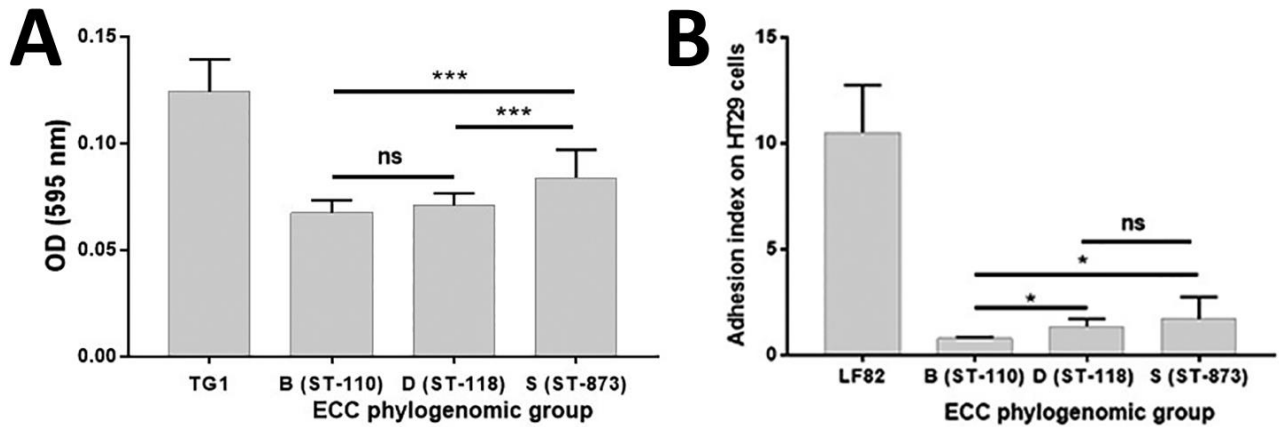 A
OD (595 nm)
0.15
0.10
0.05
0.00
***
***
ns
TG1 B (ST-110) D (ST-118) S (ST-873)
ECC phylogenomic group
B
Adhesion index on HT29 cells
15
10
5
0
ns
*
*
LF82 B (ST-110) D (ST-118) S (ST-873)
ECC phylogenomic group